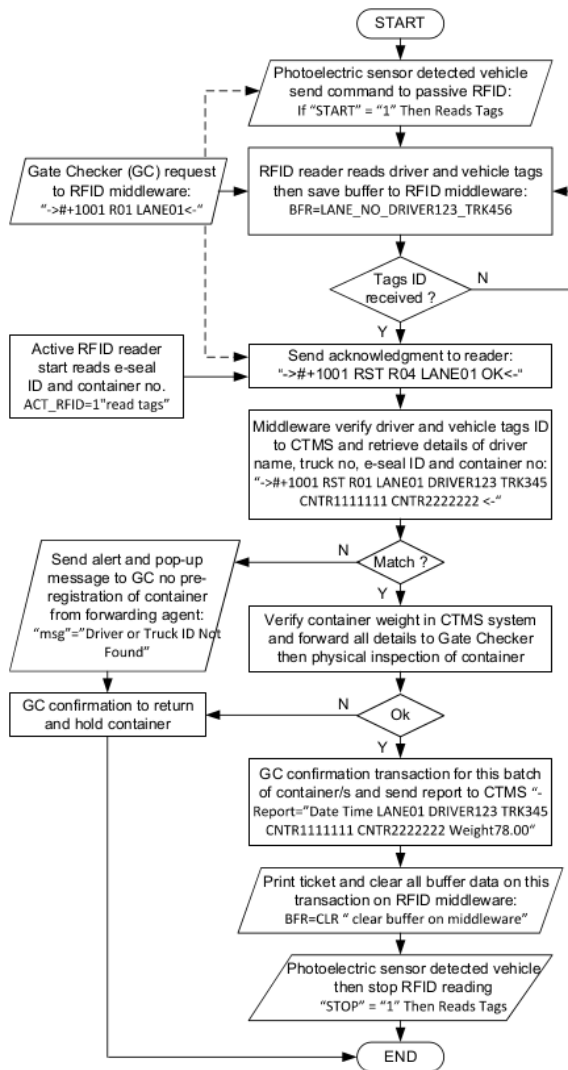 START
Photoelectric sensor detected vehicle
send command to passive RFID:
If “START” = “1” Then Reads Tags
Gate Checker (GC) request
to RFID middleware:
“->#+1001 R01 LANE01<-“
RFID reader reads driver and vehicle tags
then save buffer to RFID middleware:
BFR=LANE_NO_DRIVER123_TRK456
Tags ID
received ?
N
Y
Active RFID reader
start reads e-seal
ID and container no.
ACT_RFID=1"read tags”
Send acknowledgment to reader:
“->#+1001 RST R04 LANE01 OK<-“
Middleware verify driver and vehicle tags ID
to CTMS and retrieve details of driver
name, truck no, e-seal ID and container no:
“->#+1001 RST R01 LANE01 DRIVER123 TRK345
CNTR1111111 CNTR2222222 <-“
N
Match ?
Y
Send alert and pop-up
message to GC no pre-
registration of container
from forwarding agent:
“msg”=”Driver or Truck ID Not
Found”
Verify container weight in CTMS system
and forward all details to Gate Checker
then physical inspection of container
GC confirmation to return
and hold container
N
Ok
Y
GC confirmation transaction for this batch
of container/s and send report to CTMS “-
Report=”Date Time LANE01 DRIVER123 TRK345
CNTR1111111 CNTR2222222 Weight78.00“
Print ticket and clear all buffer data on this
transaction on RFID middleware:
BFR=CLR “ clear buffer on middleware”
Photoelectric sensor detected vehicle
then stop RFID reading
“STOP” = “1” Then Reads Tags
END